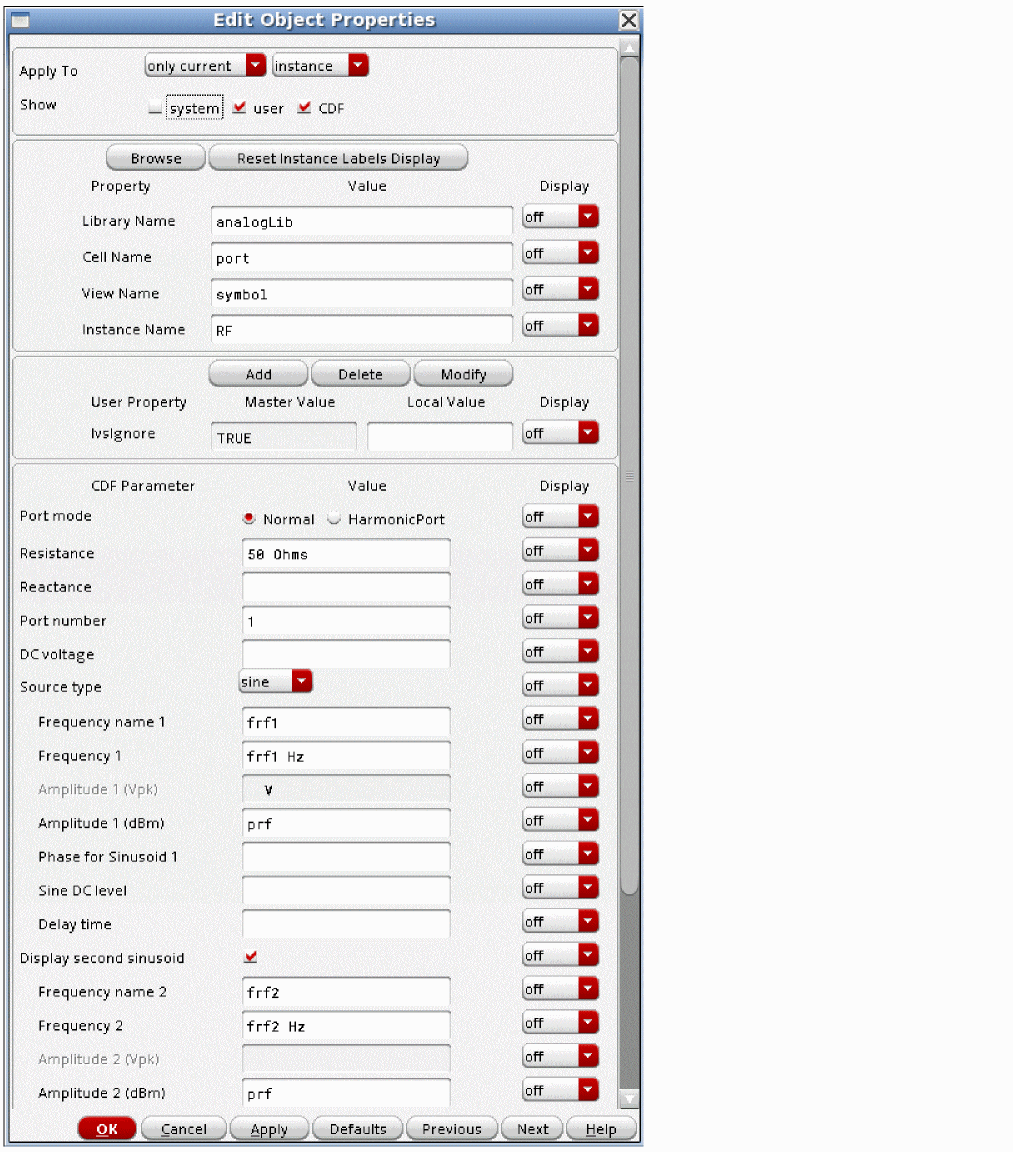 Edit Object Properties
Apply To only current instance
Show system user CDF
Browse Reset Instance Labels Display
Property Value Display
Library Name analogLib off
Cell Name port off
View Name symbol off
Instance Name RF off
Add Delete Modify
User Property Master Value Local Value Display
lvsIgnore TRUE off
CDF Parameter Value Display
Port mode Normal HarmonicPort off
Resistance 50 Ohms off
Reactance off
Port number 1 off
DC voltage off
Source type sine off
Frequency name 1 frf1 off
Frequency 1 frf1 Hz off
Amplitude 1 (Vpk) V off
Amplitude 1 (dBm) prf off
Phase for Sinusoid 1 off
Sine DC level off
Delay time off
Display second sinusoid off
Frequency name 2 frf2 off
Frequency 2 frf2 Hz off
Amplitude 2 (Vpk) off
Amplitude 2 (dBm) prf off
OK Cancel Apply Defaults Previous Next Help